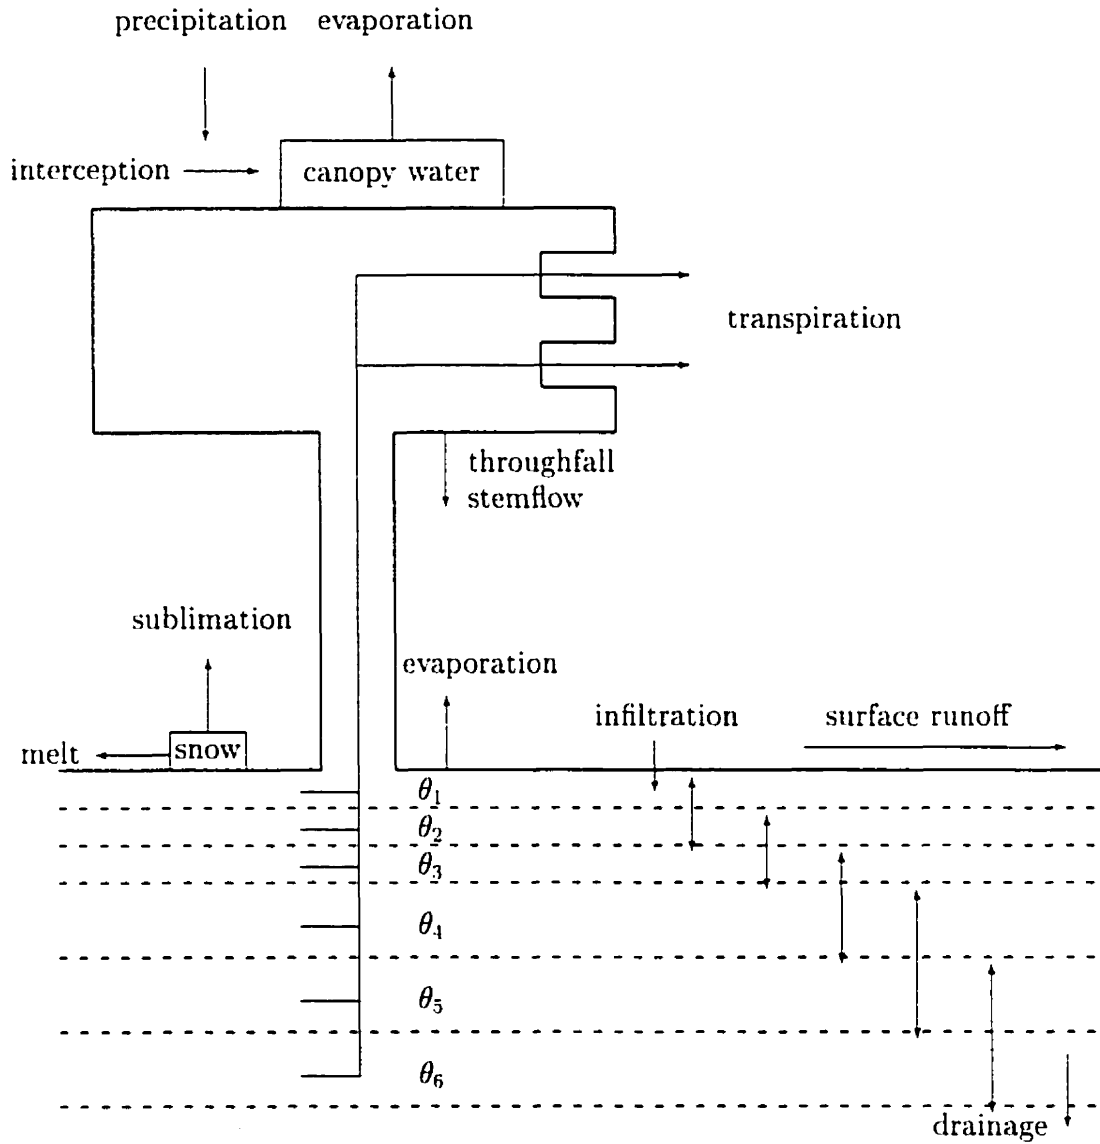 precipitation evaporation
interception canopy water
transpiration
throughfall
stemflow
sublimation
evaporation
infiltration surface runoff
melt snow
θ1
θ2
θ3
θ4
θ5
θ6
drainage